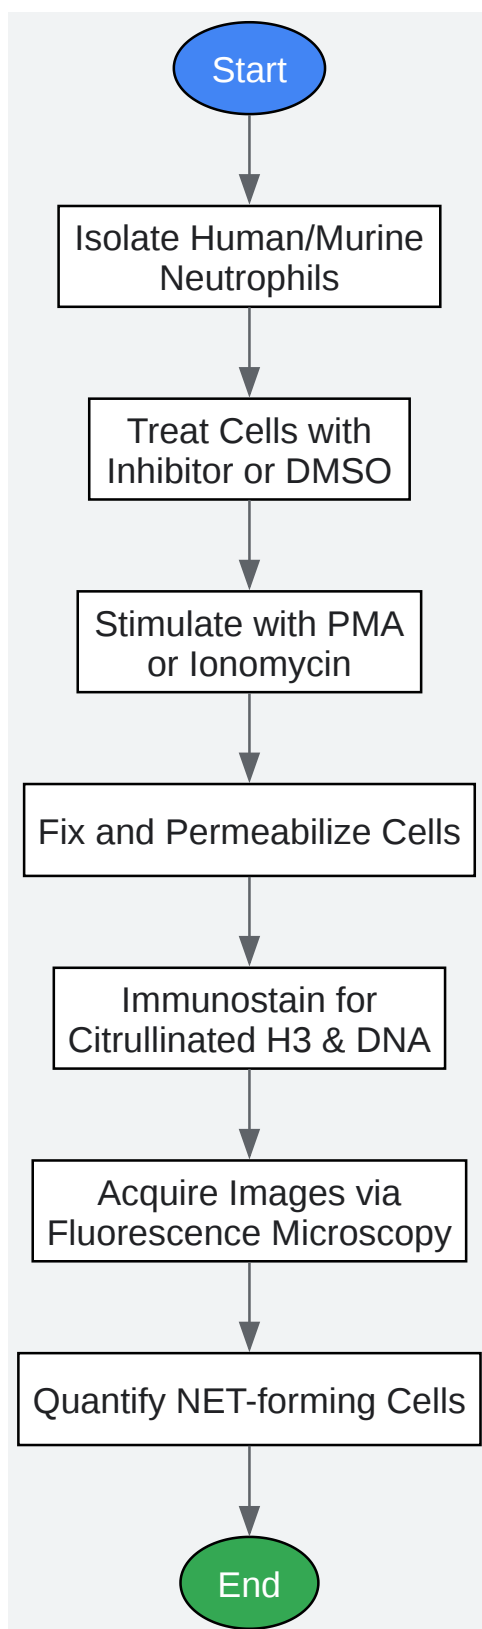 Start
Isolate Human/Murine
Neutrophils
Treat Cells with
Inhibitor or DMSO
Stimulate with PMA
or Ionomycin
Fix and Permeabilize Cells
Immunostain for
Citrullinated H3 & DNA
Acquire Images via
Fluorescence Microscopy
Quantify NET-forming Cells
End